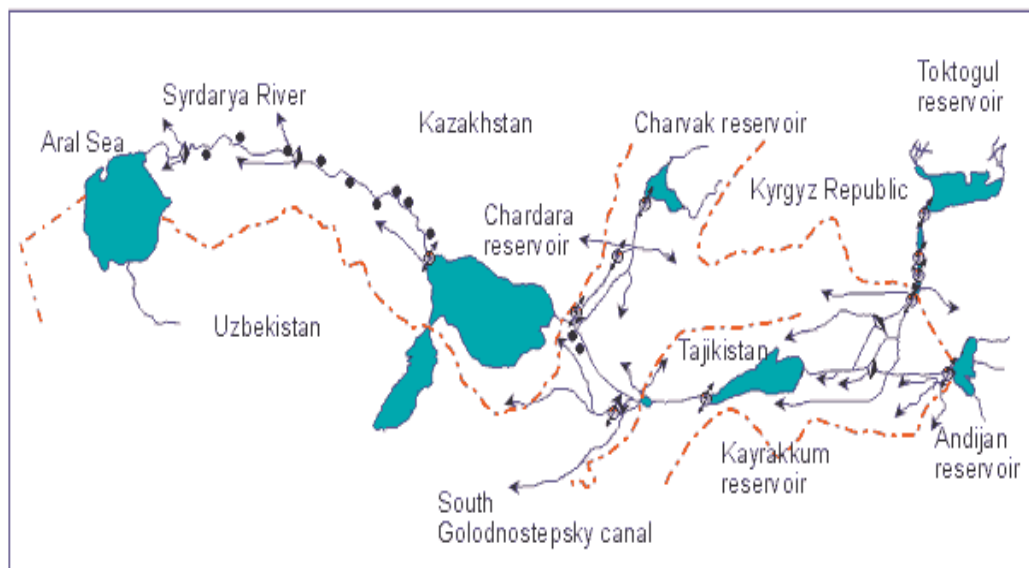 Toktogul
reservoir
Syrdarya River
Kazakhstan
Charvak reservoir
Aral Sea
Kyrgyz Republic
Chardara
reservoir
Uzbekistan
Tajikistan
Kayrakkum
reservoir
Andijan
reservoir
South
Golodnostepsky canal